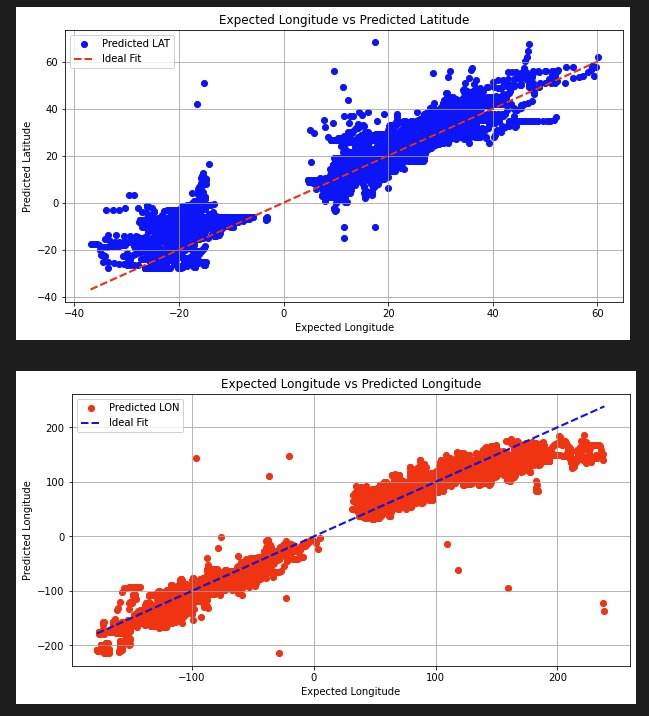 Expected Longitude vs Predicted Latitude
Predicted LAT
Ideal Fit
60
40
20
0
−20
−40
Predicted Latitude
−40 −20 0 20 40 60
Expected Longitude
Expected Longitude vs Predicted Longitude
Predicted LON
Ideal Fit
200
100
0
−100
−200
Predicted Longitude
−100 0 100 200
Expected Longitude